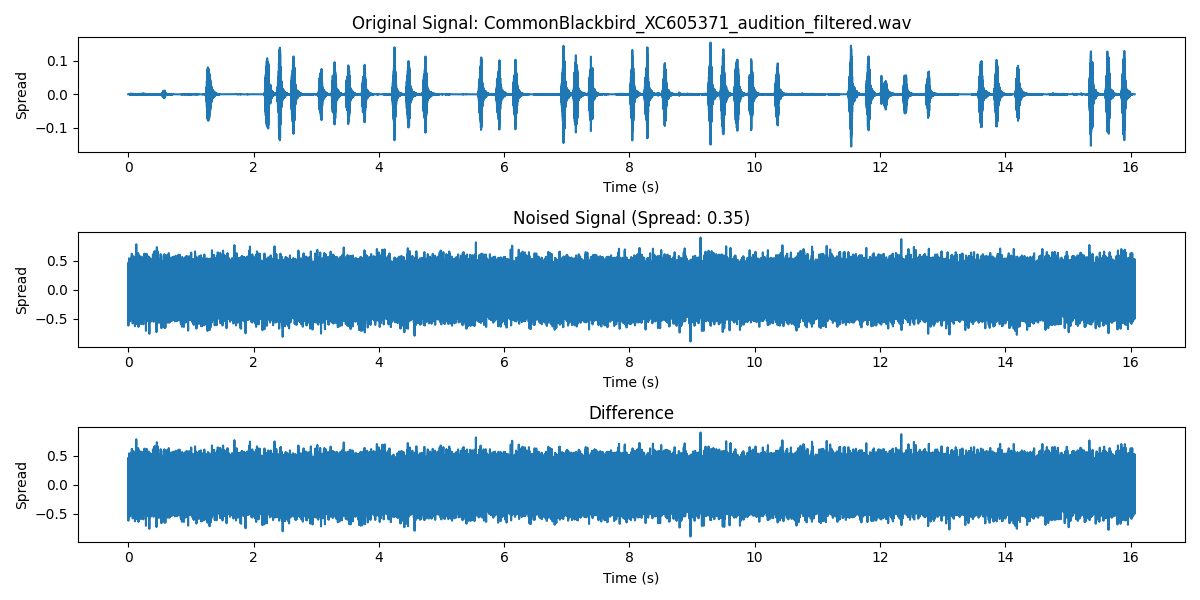 Original Signal: CommonBlackbird_XC605371_audition_filtered.wav
0.1
0.0
−0.1
Spread
0 2 4 6 8 10 12 14 16
Time (s)
Noised Signal (Spread: 0.35)
0.5
0.0
−0.5
Spread
0 2 4 6 8 10 12 14 16
Time (s)
Difference
0.5
0.0
−0.5
Spread
0 2 4 6 8 10 12 14 16
Time (s)